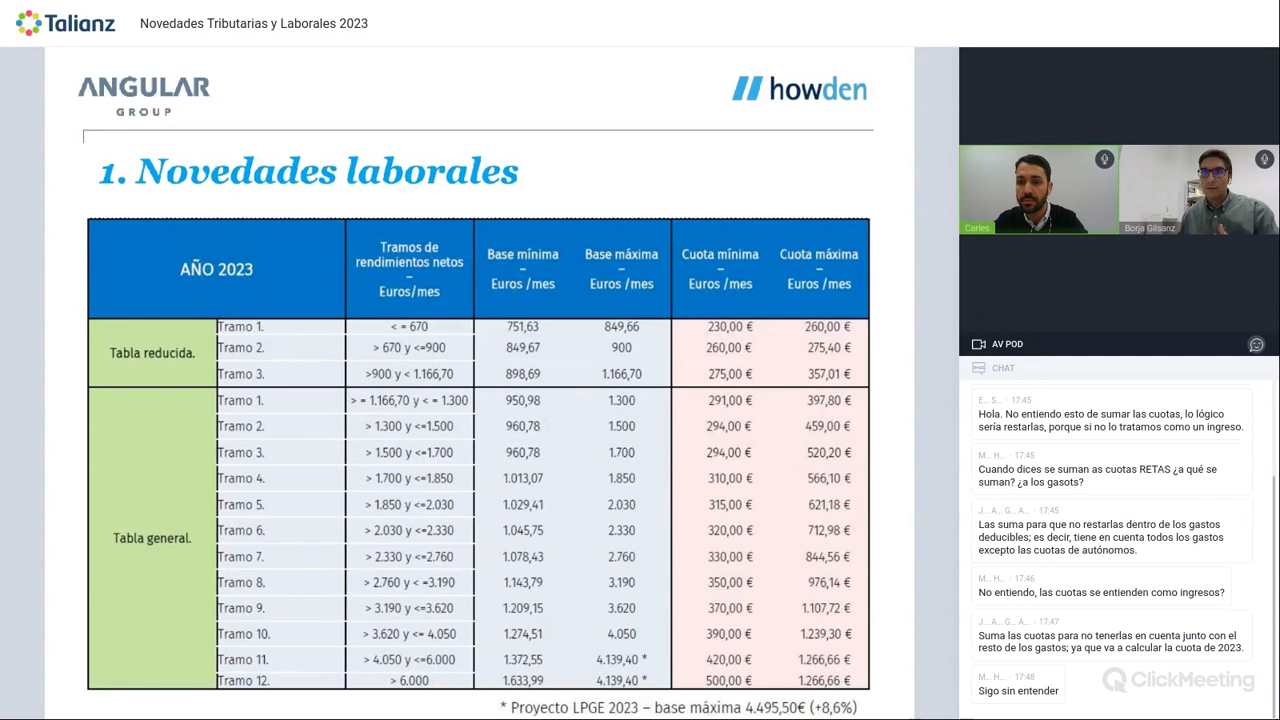 Talianz
Novedades Tributarias y Laborales 2023
ANGULAR
GROUP
howden
1. Novedades laborales
AÑO 2023
Tramos de
rendimientos netos
–
Euros/mes
Base mínima
–
Euros /mes
Base máxima
–
Euros /mes
Cuota mínima
–
Euros /mes
Cuota máxima
–
Euros /mes
Tabla reducida.
Tramo 1. < = 670 751,63 849,66 230,00 € 260,00 €
Tramo 2. > 670 y <=900 849,67 900 260,00 € 275,40 €
Tramo 3. >900 y < 1.166,70 898,69 1.166,70 275,00 € 357,01 €
Tabla general.
Tramo 1. > = 1.166,70 y < = 1.300 950,98 1.300 291,00 € 397,80 €
Tramo 2. > 1.300 y <=1.500 960,78 1.500 294,00 € 459,00 €
Tramo 3. > 1.500 y <=1.700 960,78 1.700 294,00 € 520,20 €
Tramo 4. > 1.700 y <=1.850 1.013,07 1.850 310,00 € 566,10 €
Tramo 5. > 1.850 y <=2.030 1.029,41 2.030 315,00 € 621,18 €
Tramo 6. > 2.030 y <=2.330 1.045,75 2.330 320,00 € 712,98 €
Tramo 7. > 2.330 y <=2.760 1.078,43 2.760 330,00 € 844,56 €
Tramo 8. > 2.760 y < =3.190 1.143,79 3.190 350,00 € 976,14 €
Tramo 9. > 3.190 y <=3.620 1.209,15 3.620 370,00 € 1.107,72 €
Tramo 10. > 3.620 y <= 4.050 1.274,51 4.050 390,00 € 1.239,30 €
Tramo 11. > 4.050 y <=6.000 1.372,55 4.139,40 * 420,00 € 1.266,66 €
Tramo 12. > 6.000 1.633,99 4.139,40 * 500,00 € 1.266,66 €
* Proyecto LPGE 2023 – base máxima 4.495,50€ (+8,6%)
Carles
Borja Gilsanz
AV POD
CHAT
E... S... 17:45
Hola. No entiendo esto de sumar las cuotas, lo lógico
sería restarlas, porque si no lo tratamos como un ingreso.
M... H... 17:45
Cuando dices se suman as cuotas RETAS ¿a qué se
suman? ¿a los gasots?
J... A... G... A... 17:45
Las suma para que no restarlas dentro de los gastos
deducibles; es decir, tiene en cuenta todos los gastos
excepto las cuotas de autónomos.
M... H... 17:46
No entiendo, las cuotas se entienden como ingresos?
J... A... G... A... 17:47
Suma las cuotas para no tenerlas en cuenta junto con el
resto de los gastos; ya que va a calcular la cuota de 2023.
M... H... 17:48
Sigo sin entender
ClickMeeting